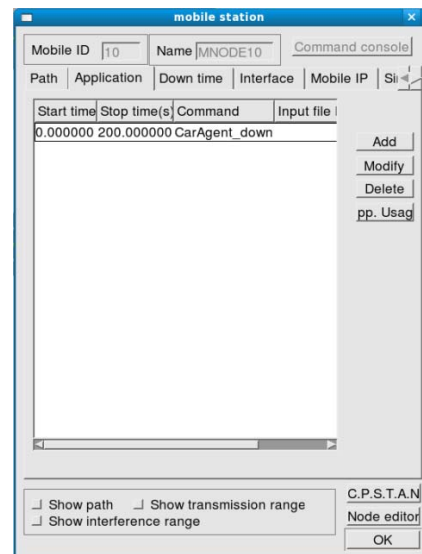 mobile station
Mobile ID 10 Name MNODE10 Command console
Path Application Down time Interface Mobile IP
Start time Stop time(s) Command Input file
0.000000 200.000000 CarAgent_down
Add
Modify
Delete
pp. Usag
Show path Show transmission range
Show interference range
C.P.S.T.A.N
Node editor
OK